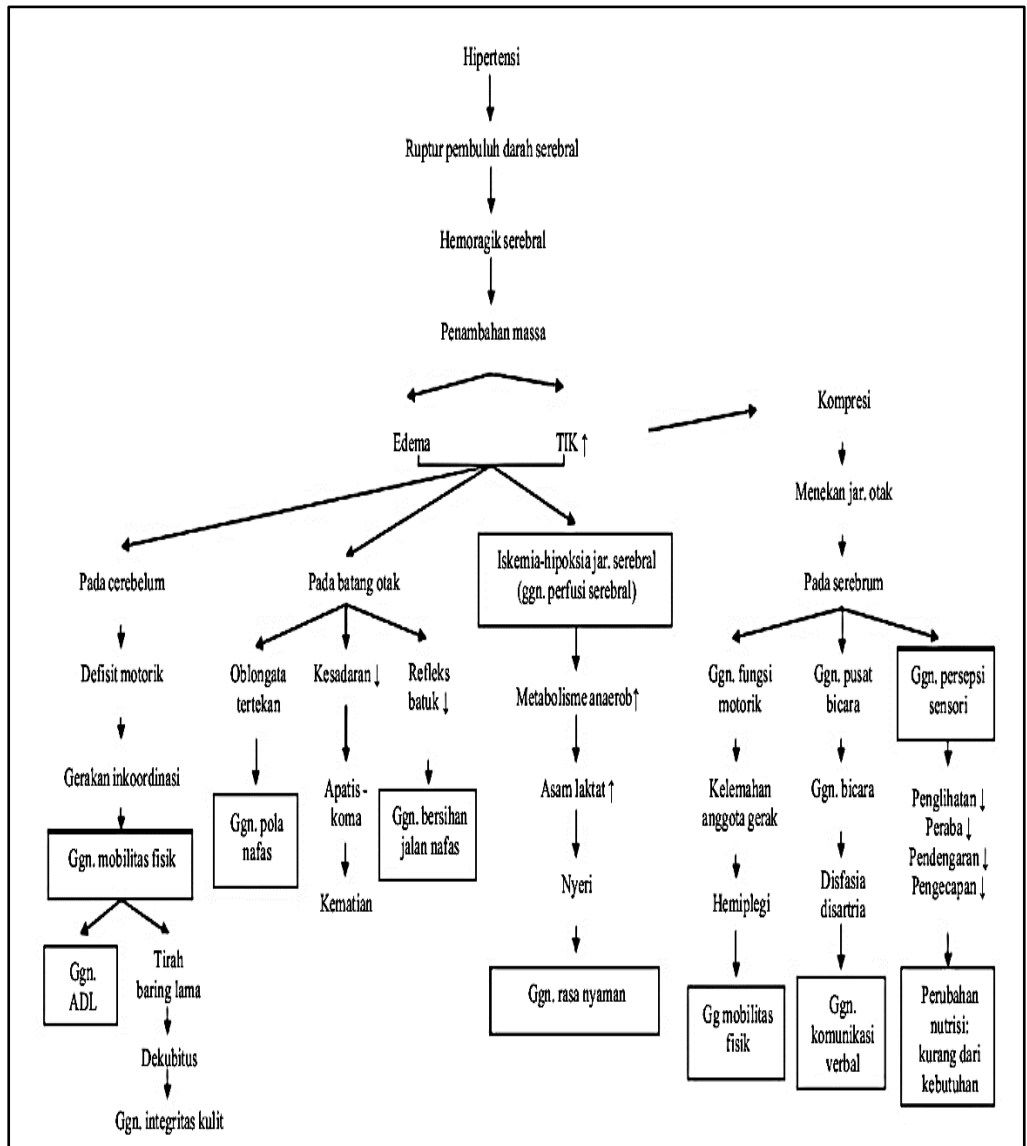 Hipertensi
Ruptur pembuluh darah serebral
Hemoragik serebral
Penambahan massa
Edema
TIK ↑
Kompresi
Menekan jar. otak
Pada cerebelum
Defisit motorik
Gerakan inkoordinasi
Ggn. mobilitas fisik
Ggn.
ADL
Tirah
baring lama
Dekubitus
Ggn. integritas kulit
Pada batang otak
Oblongata
tertekan
Ggn. pola
nafas
Kesadaran ↓
Apatis -
koma
Kematian
Refleks
batuk ↓
Ggn. bersihan
jalan nafas
Iskemia-hipoksia jar. serebral
(ggn. perfusi serebral)
Metabolisme anaerob ↑
Asam laktat ↑
Nyeri
Ggn. rasa nyaman
Pada serebrum
Ggn. fungsi
motorik
Kelemahan
anggota gerak
Hemiplegi
Gg mobilitas
fisik
Ggn. pusat
bicara
Ggn. bicara
Disfasia
disartria
Ggn.
komunikasi
verbal
Ggn. persepsi
sensori
Penglihatan ↓
Peraba ↓
Pendengaran ↓
Pengecapan ↓
Perubahan
nutrisi:
kurang dari
kebutuhan